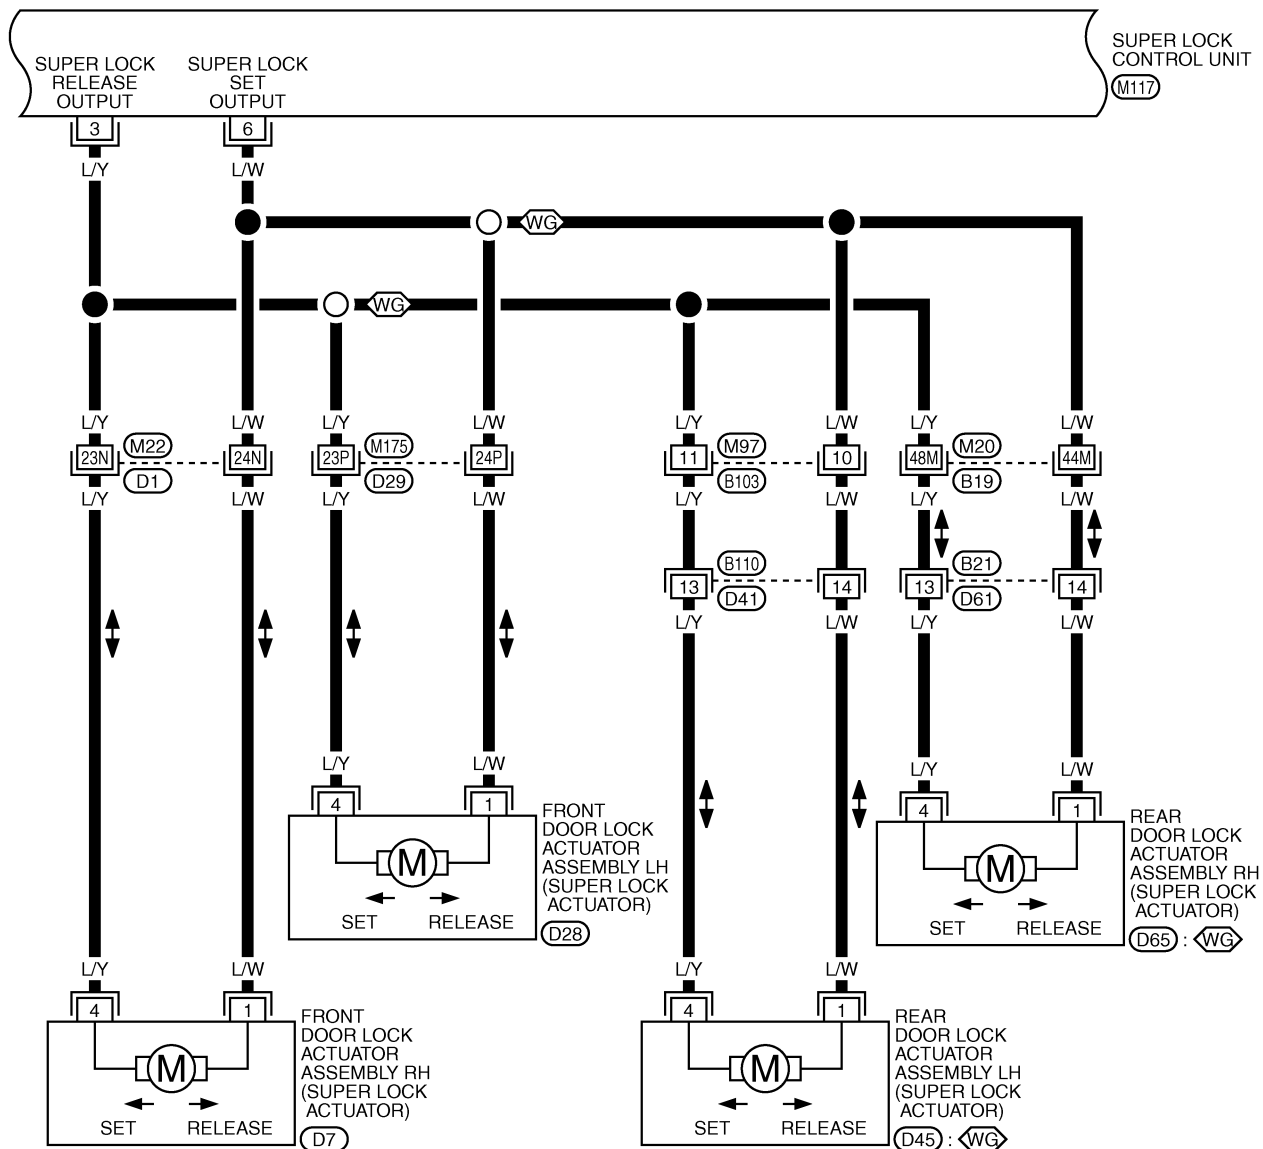 SUPER LOCK
RELEASE
OUTPUT
SUPER LOCK
SET
OUTPUT
SUPER LOCK
CONTROL UNIT
M117
3
6
L/Y
L/W
WG
WG
L/Y
L/W
L/Y
L/W
L/Y
L/W
L/Y
L/W
23N
M22
24N
23P
M175
24P
11
M97
10
48M
M20
44M
D1
D29
B103
B19
L/Y
L/W
L/Y
L/W
L/Y
L/W
L/Y
L/W
B110
B21
13
14
13
14
D41
D61
L/Y
L/W
L/Y
L/W
L/Y
L/W
L/Y
L/W
4
1
FRONT
DOOR LOCK
ACTUATOR
ASSEMBLY LH
(SUPER LOCK
ACTUATOR)
D28
M
SET
RELEASE
4
1
REAR
DOOR LOCK
ACTUATOR
ASSEMBLY RH
(SUPER LOCK
ACTUATOR)
D65 : WG
M
SET
RELEASE
L/Y
L/W
L/Y
L/W
4
1
FRONT
DOOR LOCK
ACTUATOR
ASSEMBLY RH
(SUPER LOCK
ACTUATOR)
D7
M
SET
RELEASE
4
1
REAR
DOOR LOCK
ACTUATOR
ASSEMBLY LH
(SUPER LOCK
ACTUATOR)
D45 : WG
M
SET
RELEASE